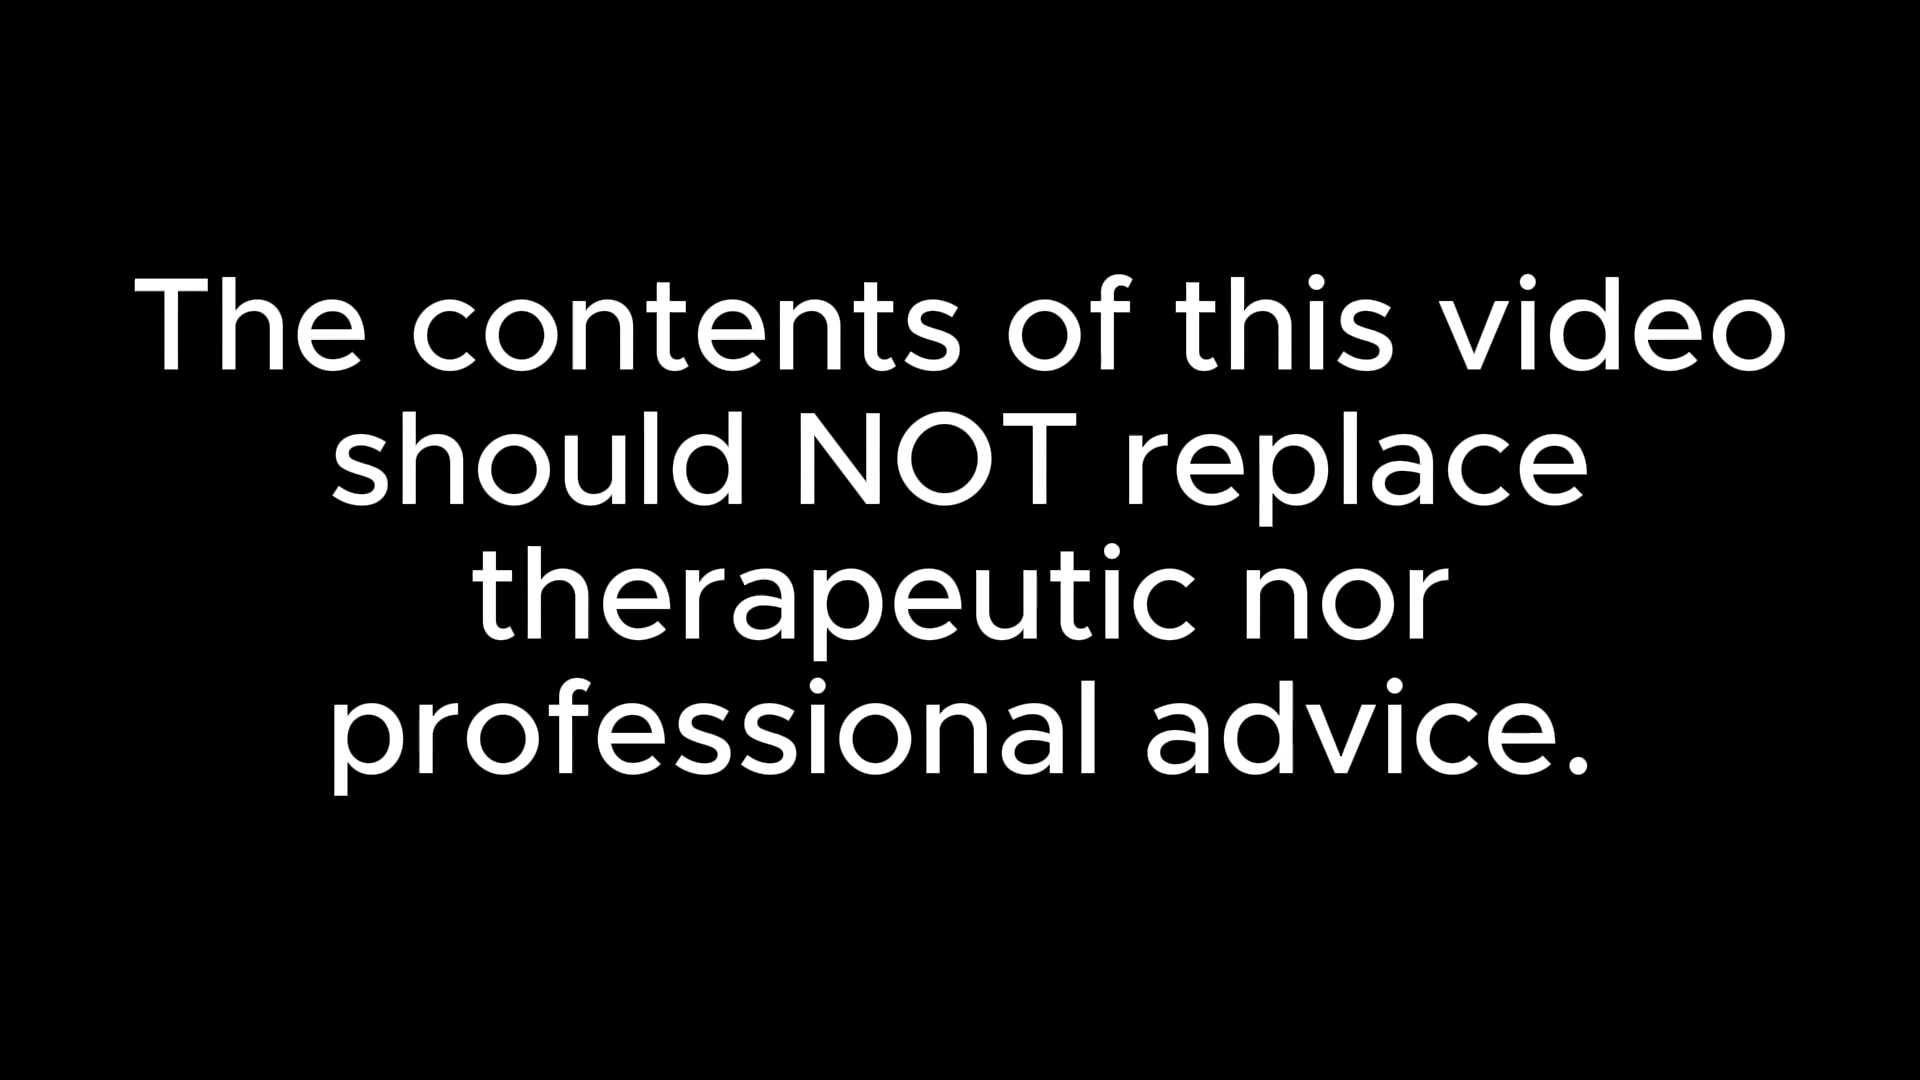 The contents of this video
should NOT replace
therapeutic nor
professional advice.